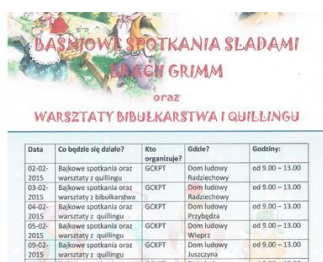 BAŚNIOWE SPOTKANIA ŚLADAMI
BRACI GRIMM
oraz
WARSZTATY BIBUŁKARSTWA I QUILLINGU
Data Co będzie się działo? Kto organizuje? Gdzie? Godziny:
02-02-2015 Bajkowe spotkania oraz warsztaty z quillingu GCKPT Dom ludowy Radziechowy od 9.00 – 13.00
03-02-2015 Bajkowe spotkania oraz warsztaty z bibułkarstwa GCKPT Dom ludowy Radziechowy od 9.00 – 13.00
04-02-2015 Bajkowe spotkania oraz warsztaty z quillingu GCKPT Dom ludowy Przybędza od 9.00 – 13.00
05-02-2015 Bajkowe spotkania oraz warsztaty z quillingu GCKPT Dom ludowy Wieprz od 9.00 – 13.00
09-02-2015 Bajkowe spotkania oraz warsztaty z quillingu GCKPT Dom ludowy Juszczyna od 9.00 – 13.00